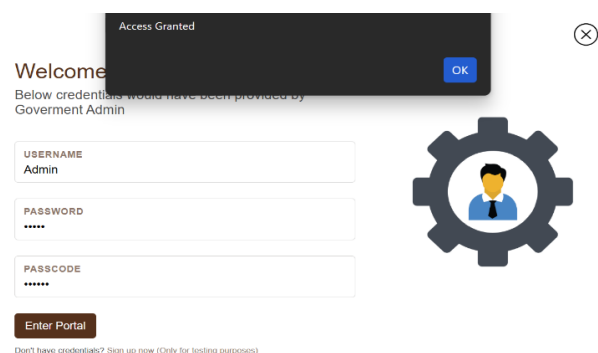 Access Granted
OK
Welcome
Below credentials would have been provided by
Goverment Admin
USERNAME
Admin
PASSWORD
•••••
PASSCODE
••••••
Enter Portal
Don't have credentials? Sign up now (Only for testing purposes)